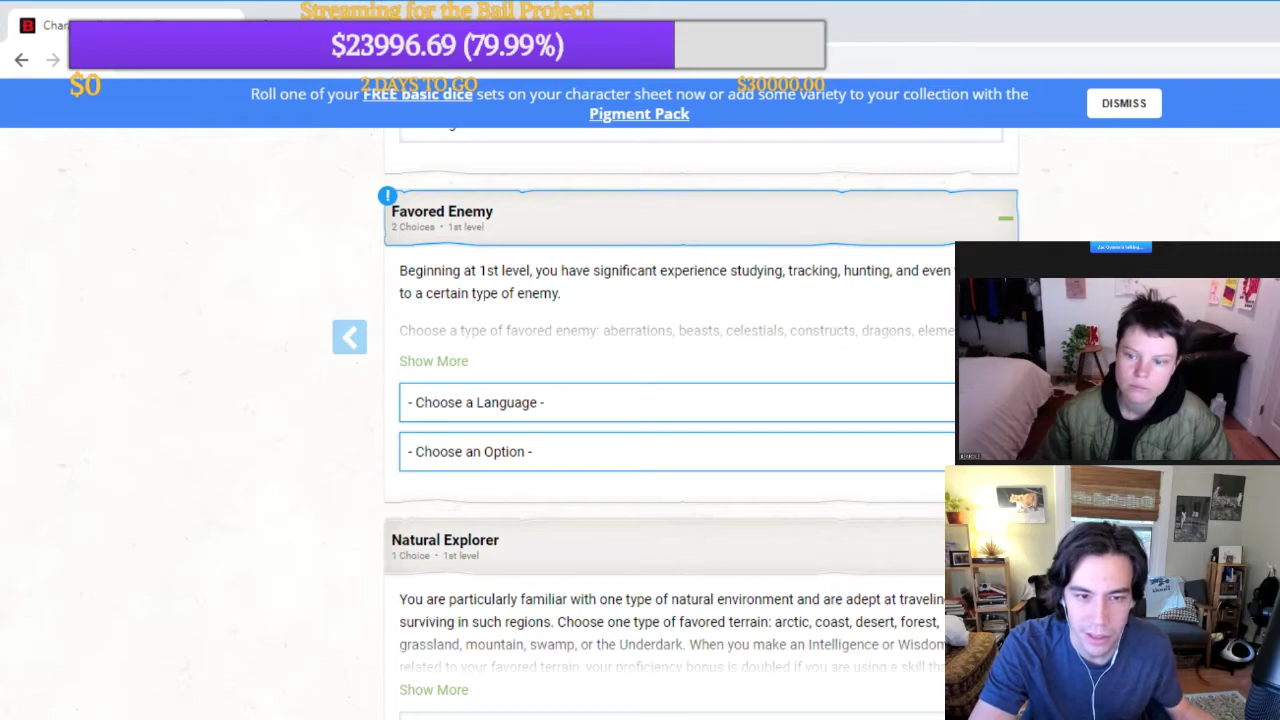 Streaming for the Bail Project!
Char
$23996.69 (79.99%)
$0
2 DAYS TO GO
$30000.00
Roll one of your FREE basic dice sets on your character sheet now or add some variety to your collection with the
Pigment Pack
DISMISS
!
Favored Enemy
2 Choices • 1st level
Beginning at 1st level, you have significant experience studying, tracking, hunting, and even
to a certain type of enemy.
Choose a type of favored enemy: aberrations, beasts, celestials, constructs, dragons, eleme
Show More
- Choose a Language -
- Choose an Option -
Natural Explorer
1 Choice • 1st level
You are particularly familiar with one type of natural environment and are adept at travelin
surviving in such regions. Choose one type of favored terrain: arctic, coast, desert, forest,
grassland, mountain, swamp, or the Underdark. When you make an Intelligence or Wisdom
related to your favored terrain, your proficiency bonus is doubled if you are using a skill tha
Show More